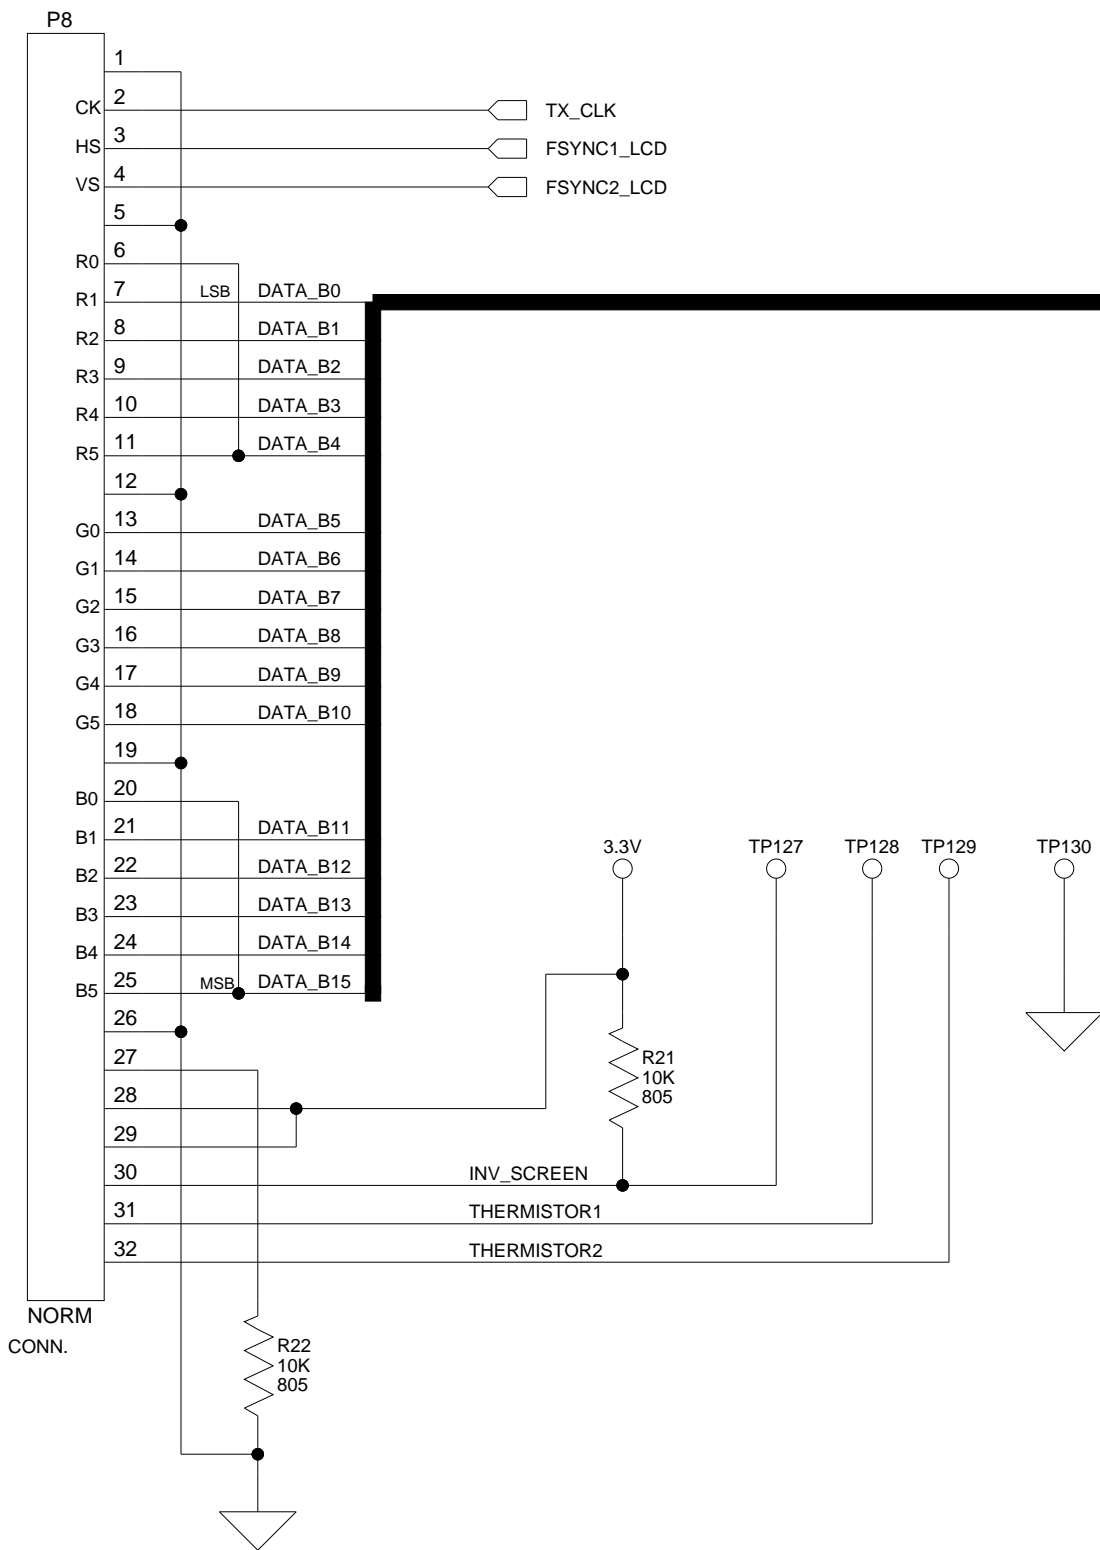 P8
1
CK 2 TX_CLK
HS 3 FSYNC1_LCD
VS 4 FSYNC2_LCD
5
R0 6
R1 7 LSB DATA_B0
R2 8 DATA_B1
R3 9 DATA_B2
R4 10 DATA_B3
R5 11 DATA_B4
12
G0 13 DATA_B5
G1 14 DATA_B6
G2 15 DATA_B7
G3 16 DATA_B8
G4 17 DATA_B9
G5 18 DATA_B10
19
B0 20
B1 21 DATA_B11
3.3V TP127 TP128 TP129 TP130
B2 22 DATA_B12
B3 23 DATA_B13
B4 24 DATA_B14
B5 25 MSB DATA_B15
26
27
R21
10K
805
28
29
30 INV_SCREEN
31 THERMISTOR1
32 THERMISTOR2
NORM
CONN.
R22
10K
805